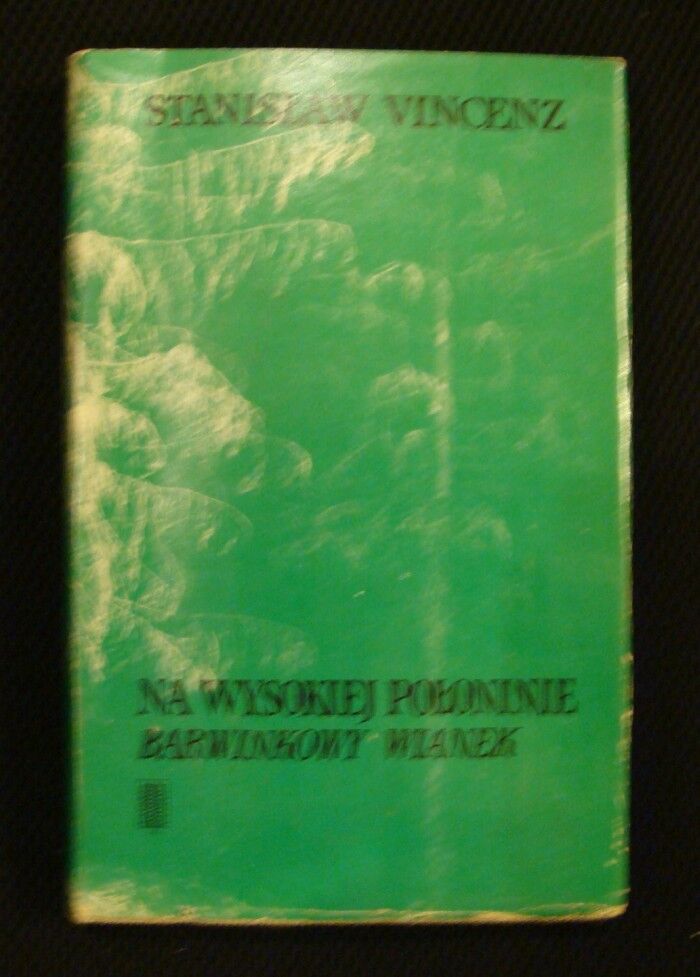 STANISŁAW VINCENZ
NA WYSOKIEJ POŁONINIE
BARWINKOWY WIANEK